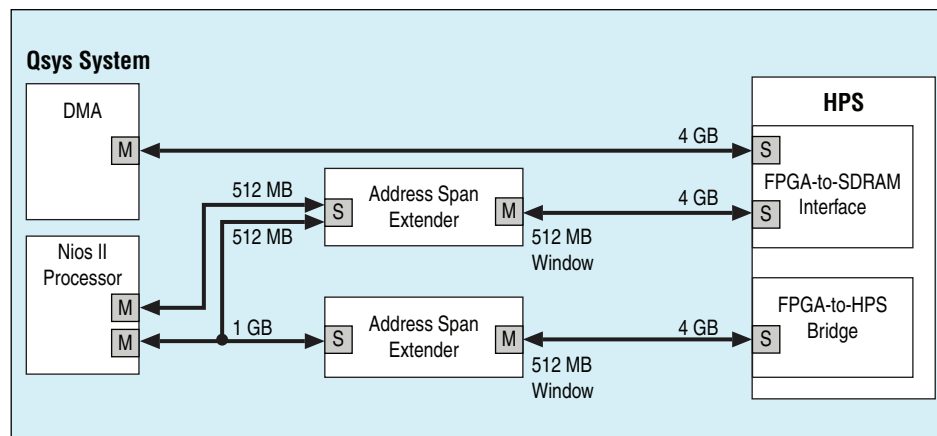 Qsys System
DMA
M
4 GB
HPS
S
FPGA-to-SDRAM
Interface
512 MB
512 MB
S
Address Span
Extender
M
512 MB
Window
4 GB
S
Nios II
Processor
M
M
1 GB
S
Address Span
Extender
M
512 MB
Window
4 GB
S
FPGA-to-HPS
Bridge